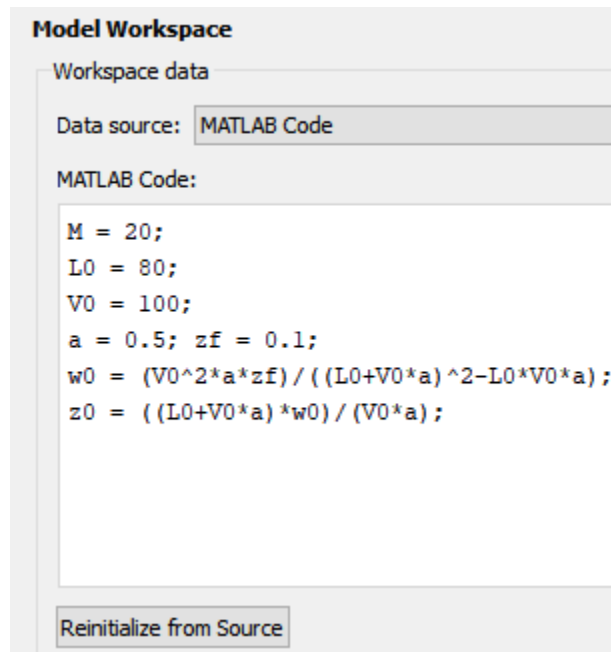 Model Workspace
Workspace data
Data source: MATLAB Code
MATLAB Code:
M = 20;
L0 = 80;
V0 = 100;
a = 0.5; zf = 0.1;
w0 = (V0^2*a*zf)/((L0+V0*a)^2-L0*V0*a);
z0 = ((L0+V0*a)*w0)/(V0*a);
Reinitialize from Source